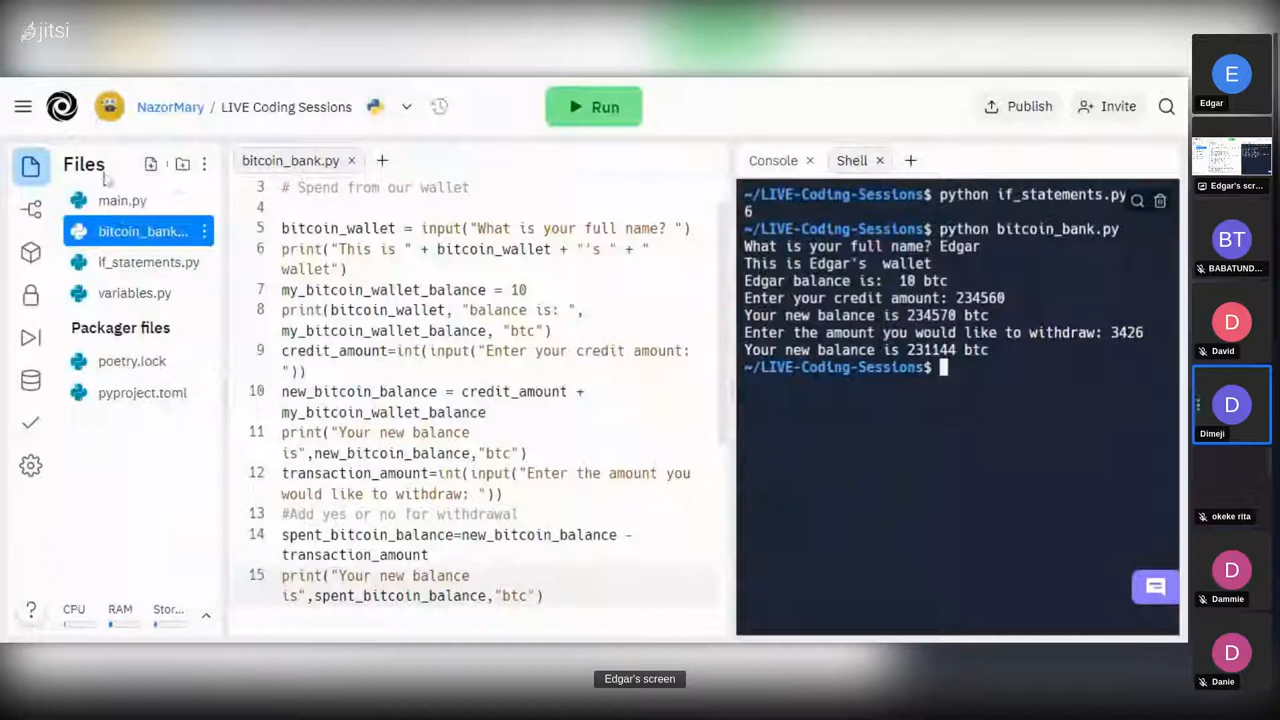 jitsi
NazorMary / LIVE Coding Sessions
Run
Publish
Invite
Files
main.py
bitcoin_bank...
if_statements.py
variables.py
Packager files
poetry.lock
pyproject.toml
CPU RAM Stor...
bitcoin_bank.py
3 # Spend from our wallet
4
5 bitcoin_wallet = input("What is your full name? ")
6 print("This is " + bitcoin_wallet + "'s " + "
wallet")
7 my_bitcoin_wallet_balance = 10
8 print(bitcoin_wallet, "balance is: ",
my_bitcoin_wallet_balance, "btc")
9 credit_amount=int(input("Enter your credit amount:
"))
10 new_bitcoin_balance = credit_amount +
my_bitcoin_wallet_balance
11 print("Your new balance
is",new_bitcoin_balance,"btc")
12 transaction_amount=int(input("Enter the amount you
would like to withdraw: "))
13 #Add yes or no for withdrawal
14 spent_bitcoin_balance=new_bitcoin_balance -
transaction_amount
15 print("Your new balance
is",spent_bitcoin_balance,"btc")
Console Shell
~/LIVE-Coding-Sessions$ python if_statements.py
6
~/LIVE-Coding-Sessions$ python bitcoin_bank.py
What is your full name? Edgar
This is Edgar's  wallet
Edgar balance is:  10 btc
Enter your credit amount: 234560
Your new balance is 234570 btc
Enter the amount you would like to withdraw: 3426
Your new balance is 231144 btc
~/LIVE-Coding-Sessions$
Edgar's screen
E
Edgar
Edgar's scr...
BT
BABATUND...
D
David
D
Dimeji
okeke rita
D
Dammie
D
Danie